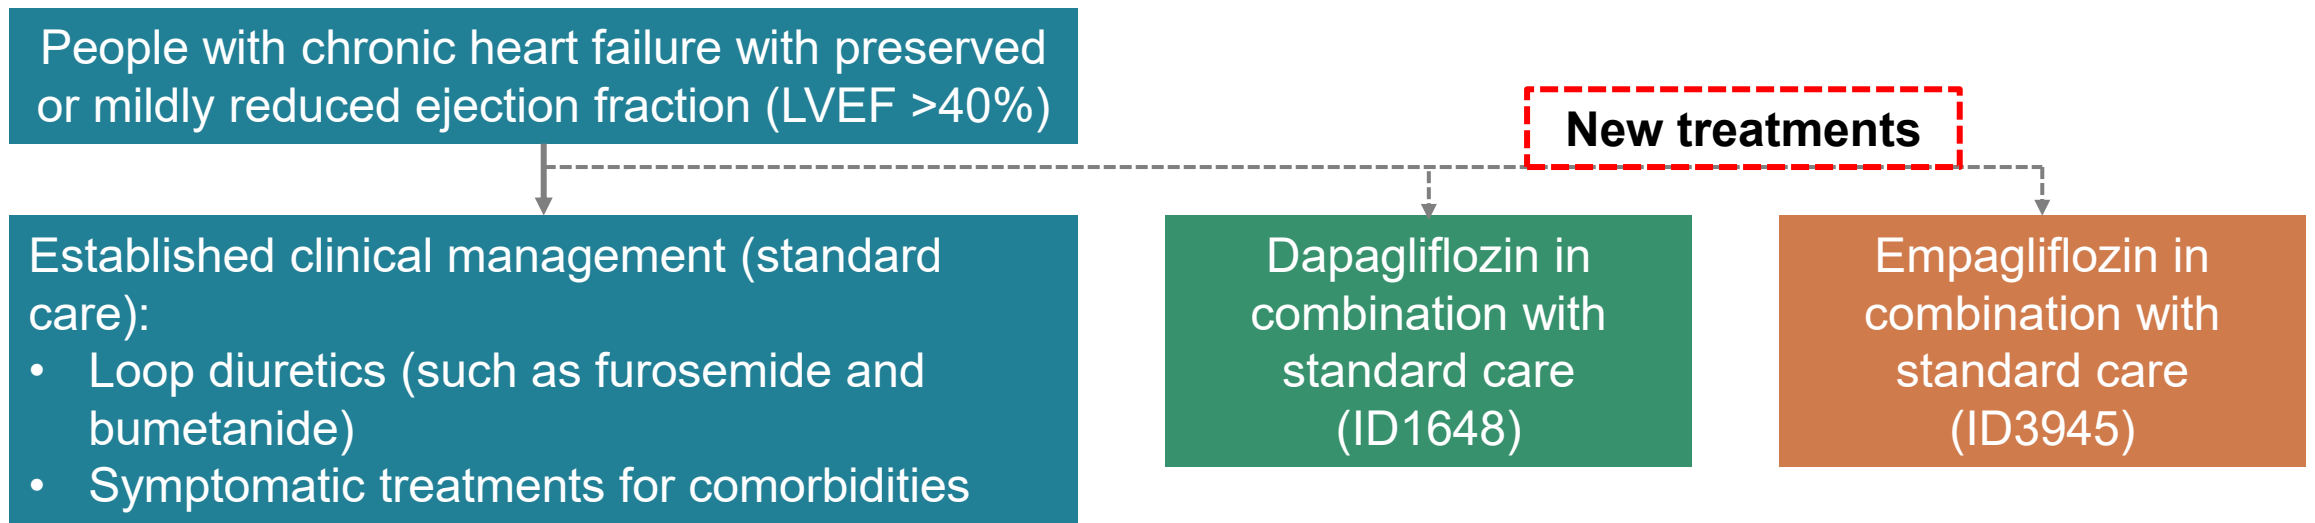 People with chronic heart failure with preserved
or mildly reduced ejection fraction (LVEF >40%)
New treatments
Established clinical management (standard
care):
• Loop diuretics (such as furosemide and
bumetanide)
• Symptomatic treatments for comorbidities
Dapagliflozin in
combination with
standard care
(ID1648)
Empagliflozin in
combination with
standard care
(ID3945)